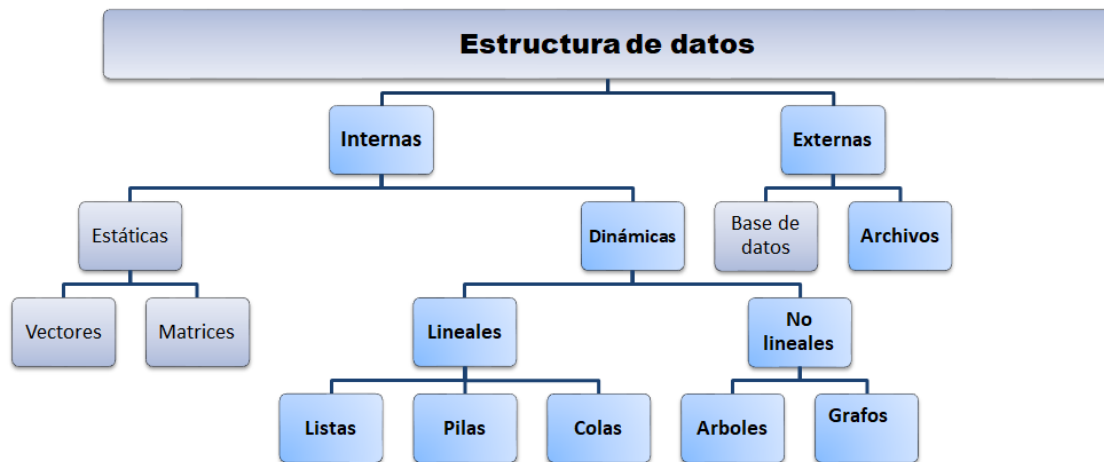 Estructura de datos
Internas
Externas
Estáticas
Dinámicas
Base de
datos
Archivos
Vectores
Matrices
Lineales
No
lineales
Listas
Pilas
Colas
Arboles
Grafos